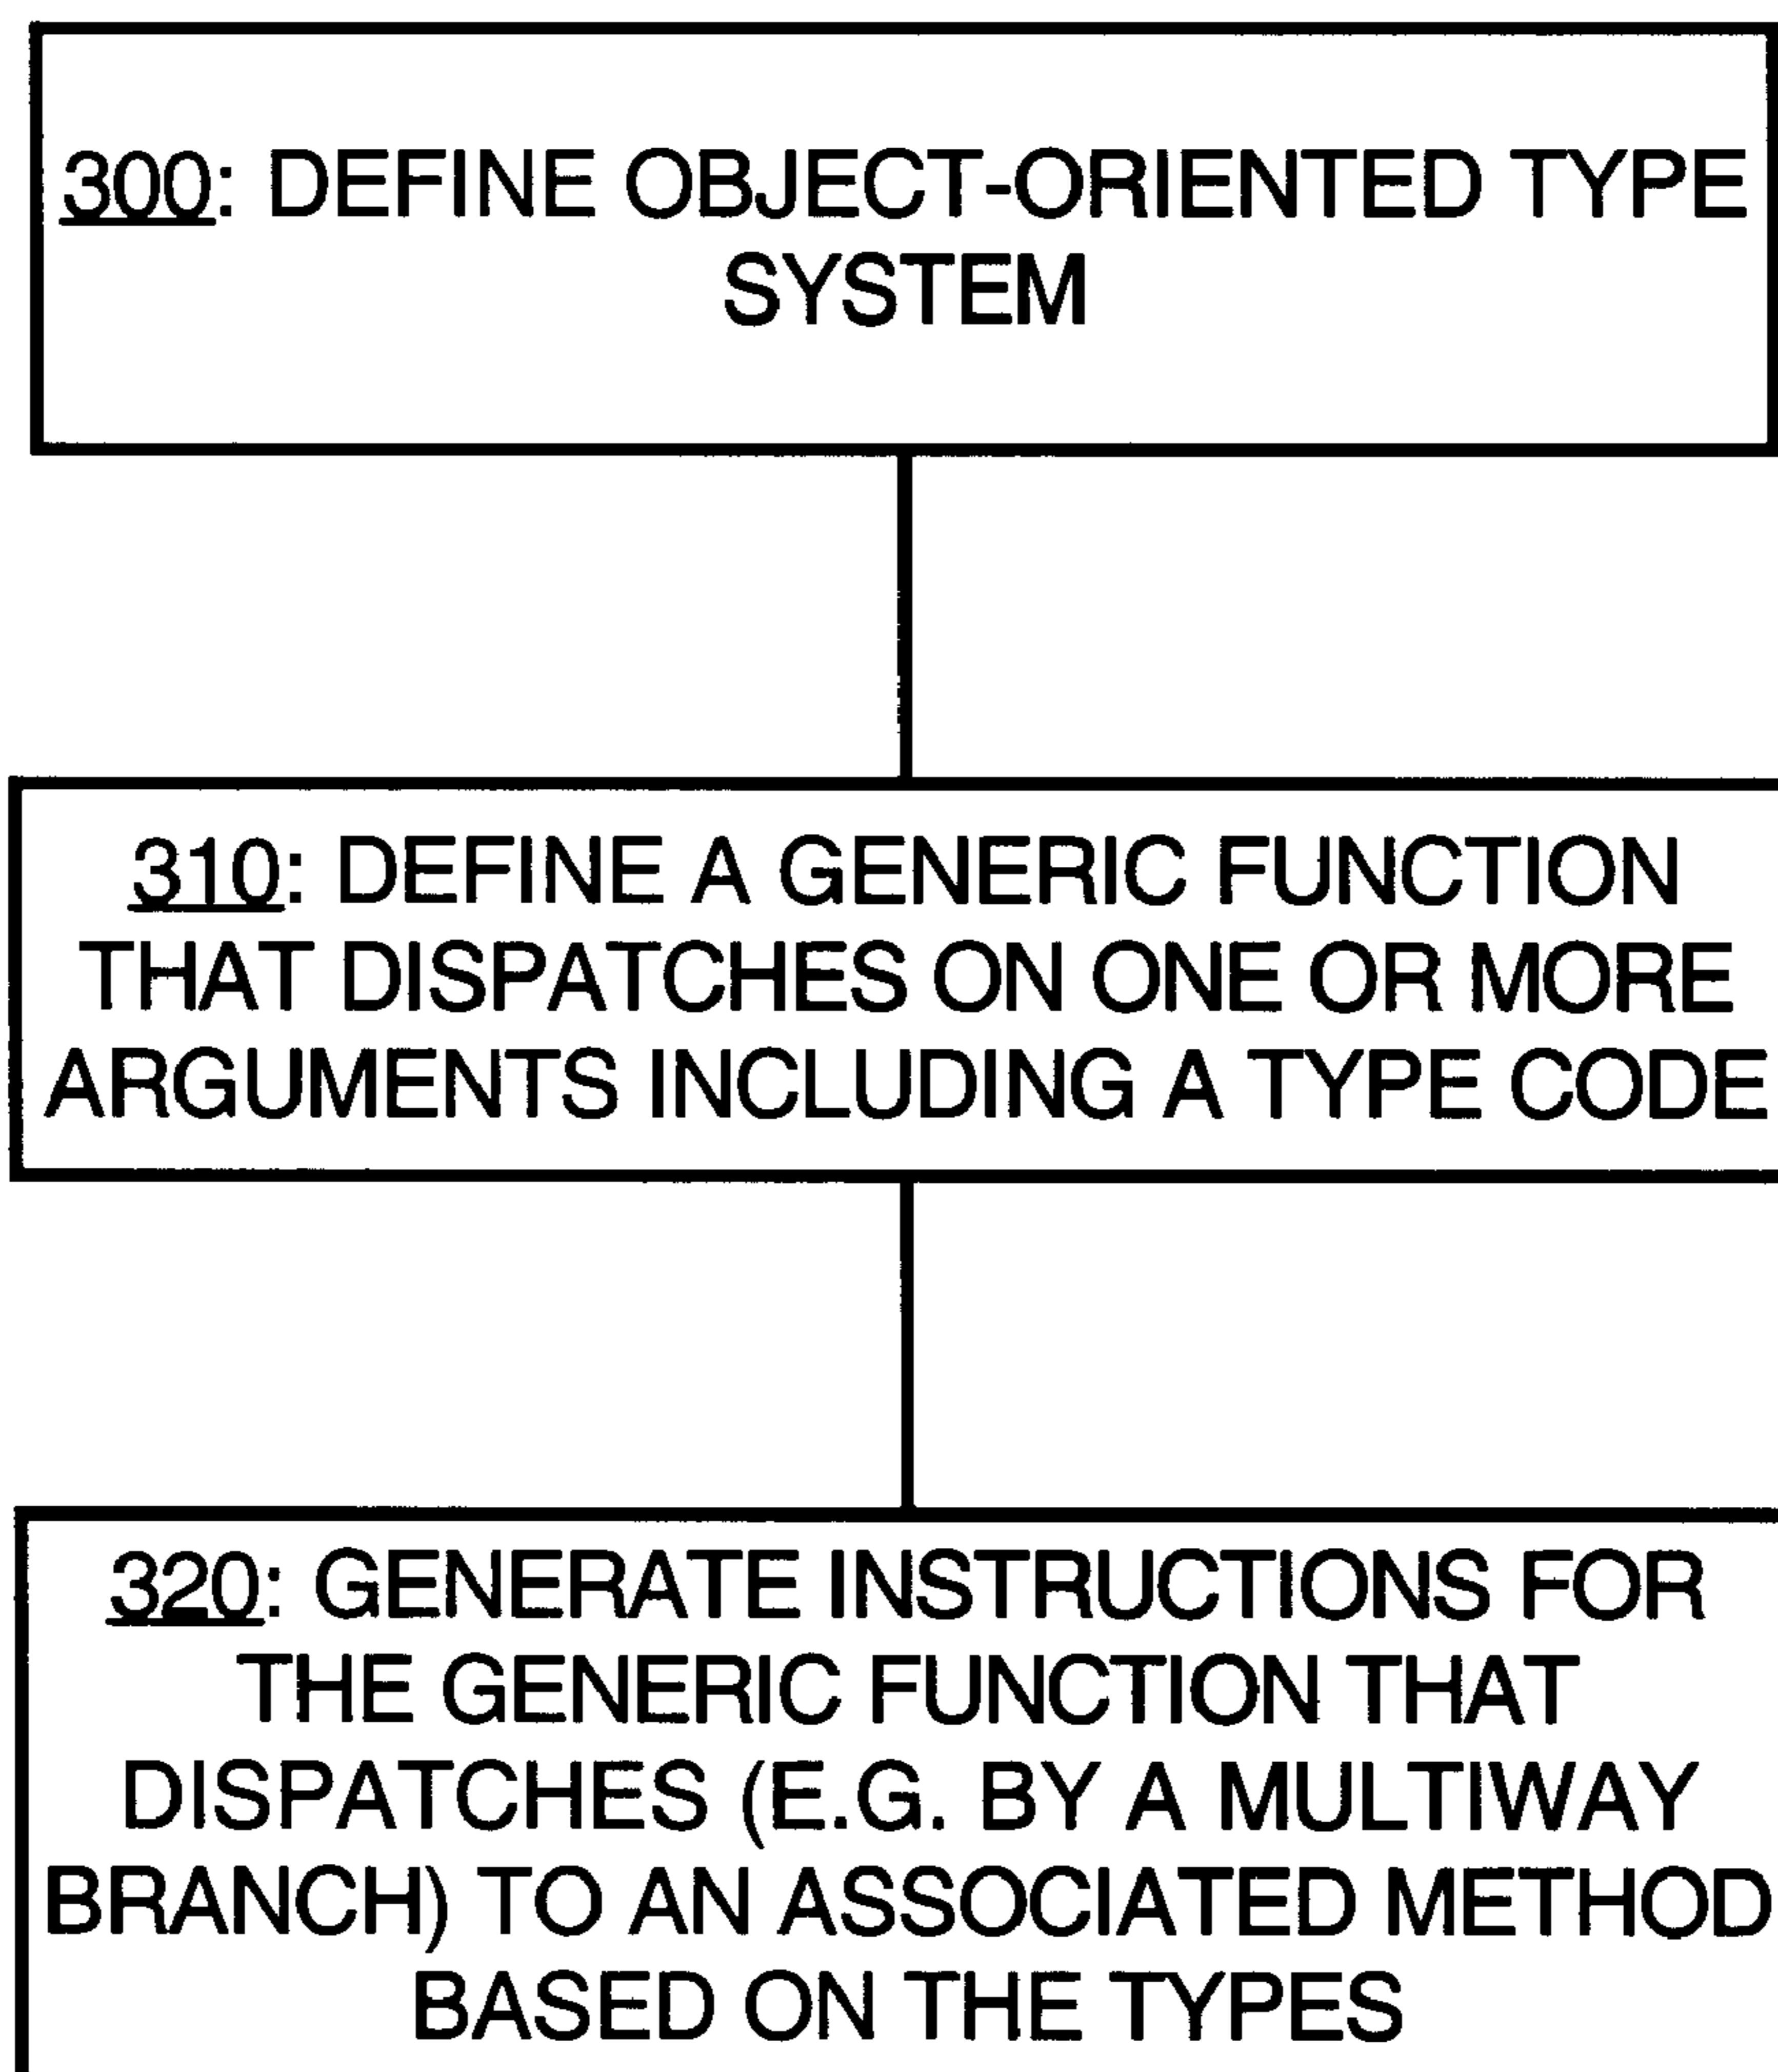 300: DEFINE OBJECT-ORIENTED TYPE
SYSTEM
310: DEFINE A GENERIC FUNCTION
THAT DISPATCHES ON ONE OR MORE
ARGUMENTS INCLUDING A TYPE CODE
320: GENERATE INSTRUCTIONS FOR
THE GENERIC FUNCTION THAT
DISPATCHES (E.G. BY A MULTIWAY
BRANCH) TO AN ASSOCIATED METHOD
BASED ON THE TYPES